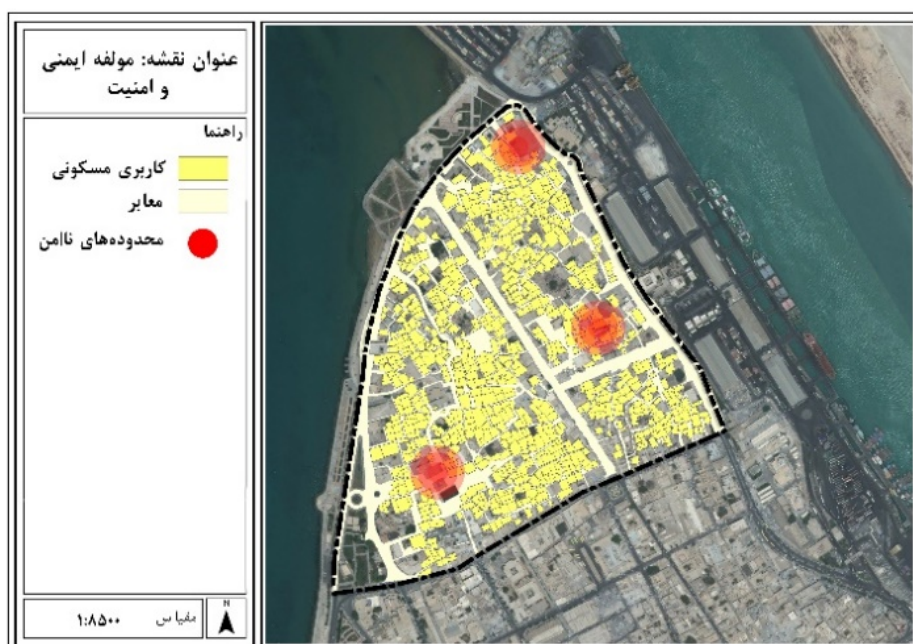 عنوان نقشه: مولفه ایمنی
و امنیت
راهنما
کاربری مسکونی
معابر
محدوده‌های ناامن
مقیاس ۱:۸۵۰۰
N